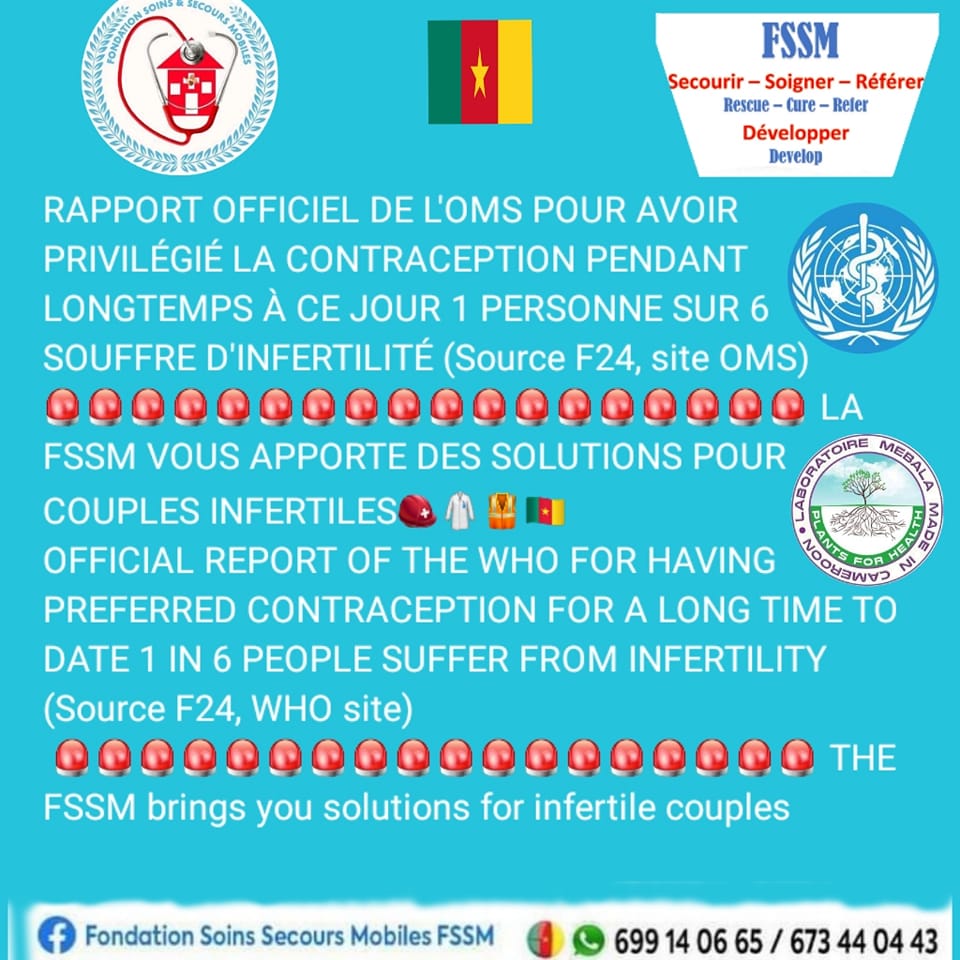 FONDATION SOINS & SECOURS MOBILES
FSSM
Secourir – Soigner – Référer
Rescue – Cure – Refer
Développer
Develop
RAPPORT OFFICIEL DE L'OMS POUR AVOIR
PRIVILÉGIÉ LA CONTRACEPTION PENDANT
LONGTEMPS À CE JOUR 1 PERSONNE SUR 6
SOUFFRE D'INFERTILITÉ (Source F24, site OMS)
🚨🚨🚨🚨🚨🚨🚨🚨🚨🚨🚨🚨🚨🚨🚨🚨🚨🚨 LA
FSSM VOUS APPORTE DES SOLUTIONS POUR
COUPLES INFERTILES⛑🥼🦺🇨🇲
LABORATOIRE MEBALA MADE IN CAMEROON
PLANTS FOR HEALTH
OFFICIAL REPORT OF THE WHO FOR HAVING
PREFERRED CONTRACEPTION FOR A LONG TIME TO
DATE 1 IN 6 PEOPLE SUFFER FROM INFERTILITY
(Source F24, WHO site)
🚨🚨🚨🚨🚨🚨🚨🚨🚨🚨🚨🚨🚨🚨🚨🚨🚨🚨 THE
FSSM brings you solutions for infertile couples
Fondation Soins Secours Mobiles FSSM 699 14 06 65 / 673 44 04 43